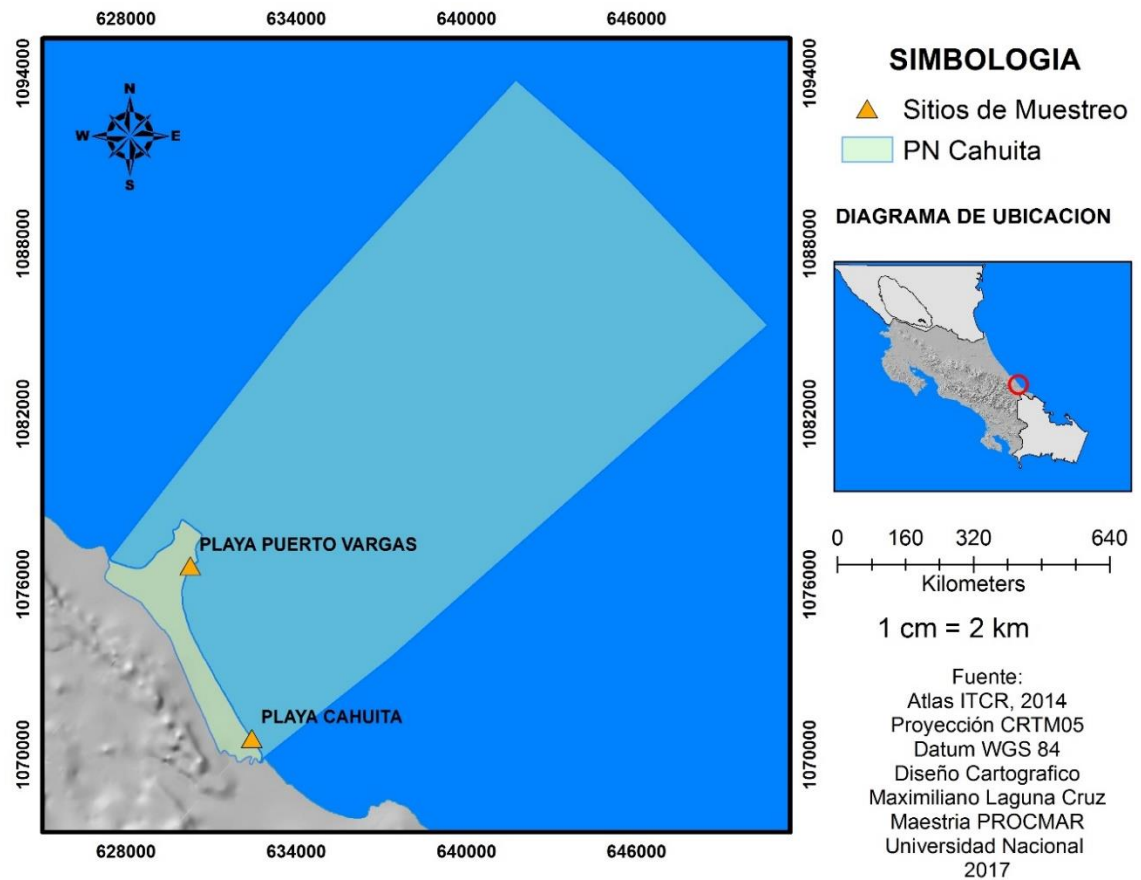 628000 634000 640000 646000
1094000
1088000
1082000
1076000
1070000
N
W E
S
PLAYA PUERTO VARGAS
PLAYA CAHUITA
1094000
1088000
1082000
1076000
1070000
628000 634000 640000 646000
SIMBOLOGIA
Sitios de Muestreo
PN Cahuita
DIAGRAMA DE UBICACION
0 160 320 640
Kilometers
1 cm = 2 km
Fuente:
Atlas ITCR, 2014
Proyección CRTM05
Datum WGS 84
Diseño Cartografico
Maximiliano Laguna Cruz
Maestria PROCMAR
Universidad Nacional
2017